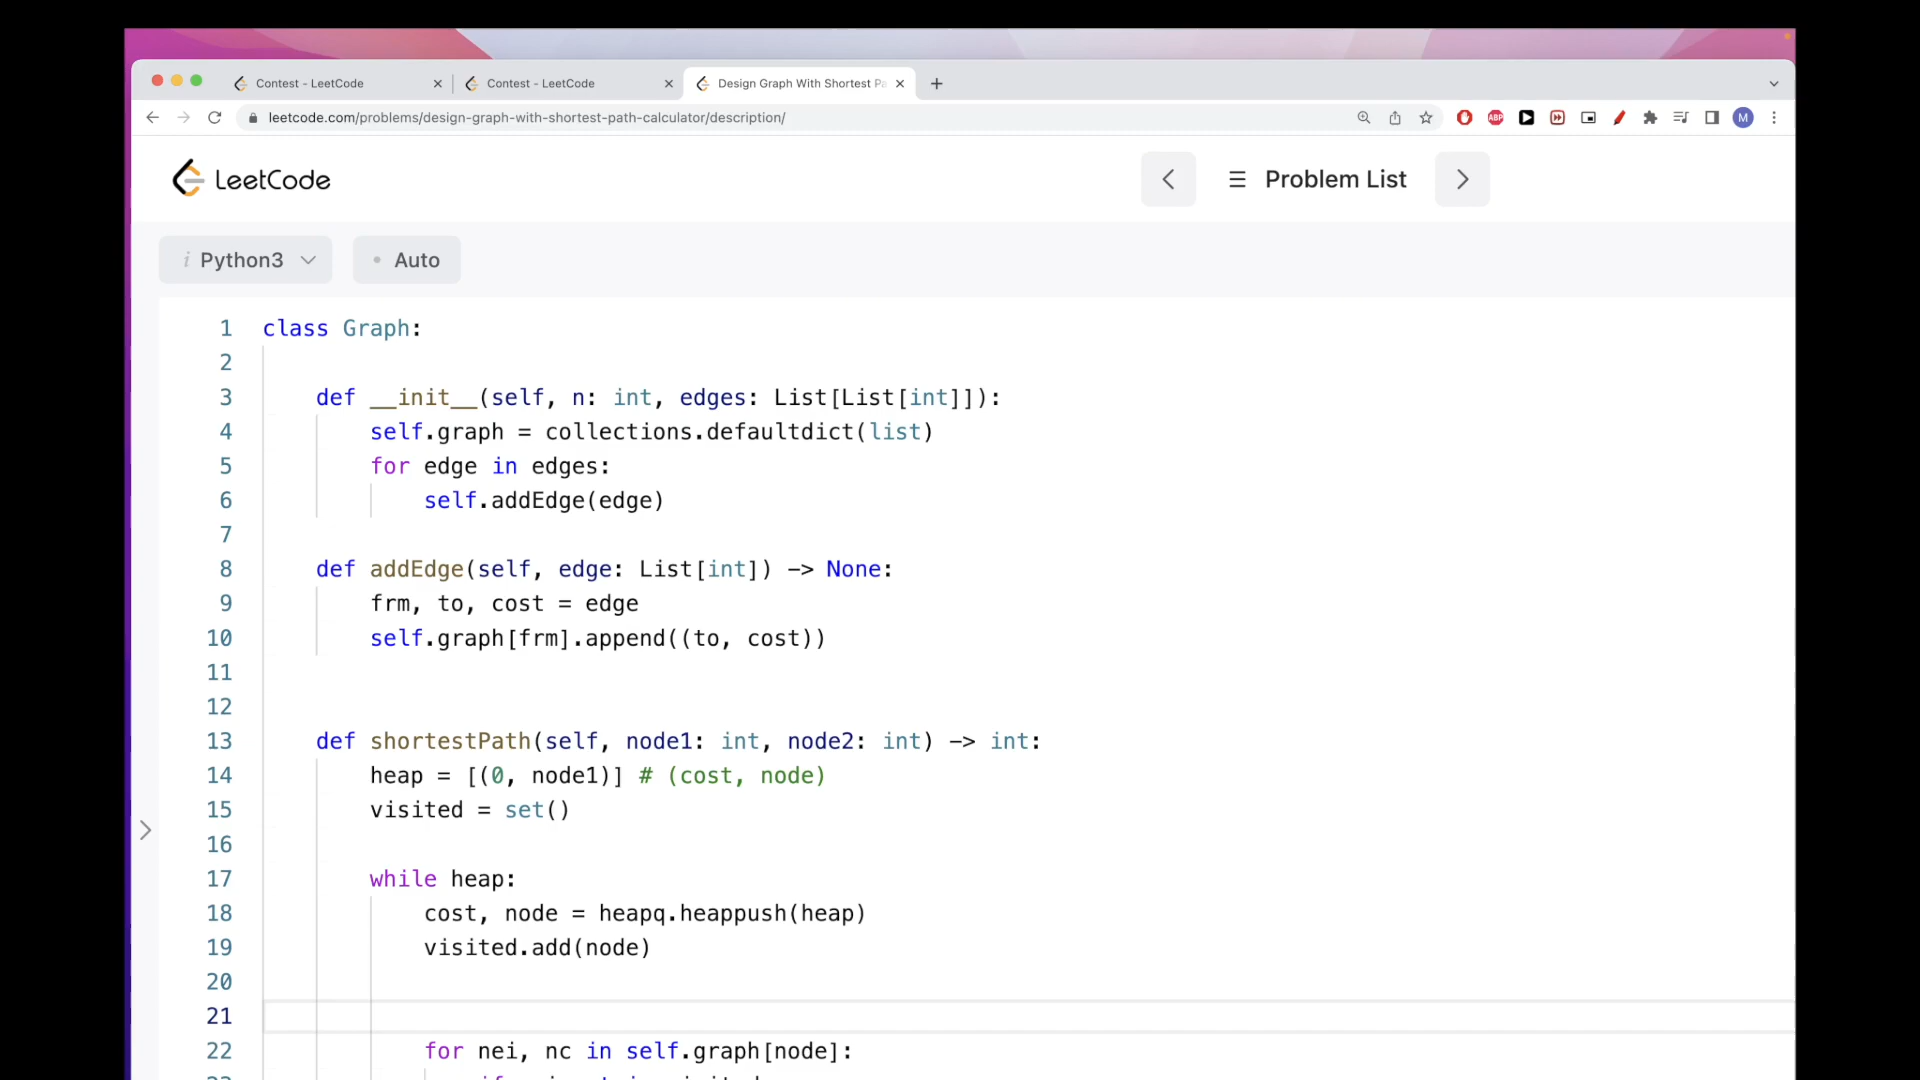 Contest - LeetCode
Contest - LeetCode
Design Graph With Shortest Pa
leetcode.com/problems/design-graph-with-shortest-path-calculator/description/
ABP
M
LeetCode
Problem List
i Python3
Auto
1 class Graph:
2
3 def __init__(self, n: int, edges: List[List[int]]):
4 self.graph = collections.defaultdict(list)
5 for edge in edges:
6 self.addEdge(edge)
7
8 def addEdge(self, edge: List[int]) -> None:
9 frm, to, cost = edge
10 self.graph[frm].append((to, cost))
11
12
13 def shortestPath(self, node1: int, node2: int) -> int:
14 heap = [(0, node1)] # (cost, node)
15 visited = set()
16
17 while heap:
18 cost, node = heapq.heappush(heap)
19 visited.add(node)
20
21
22 for nei, nc in self.graph[node]: